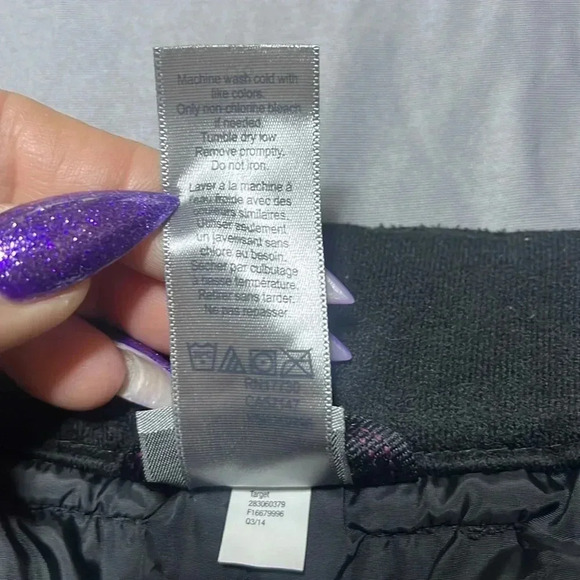 Machine wash cold with
like colors.
Only non-chlorine bleach
if needed
Tumble dry low
Remove promptly.
Do not iron.
Laver a la machine à
l'eau froide avec des
couleurs similaires.
Utiliser seulement
un javellisant sans
chlore au besoin.
Sécher par culbutage
à basse température.
Retirer sans tarder.
Ne pas repasser.
Target
283060379
F16679996
Q3/14